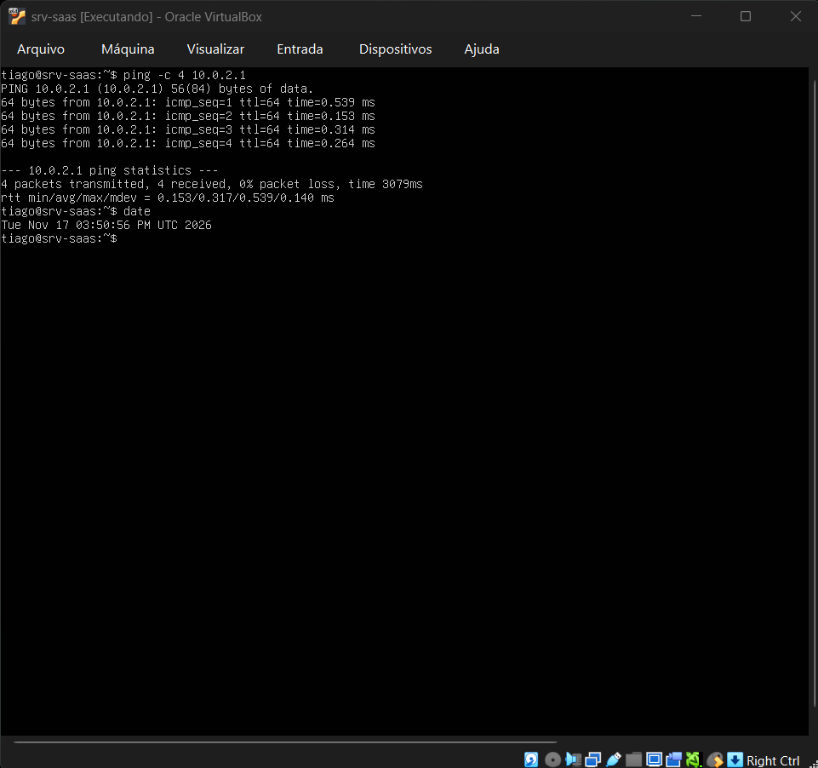 srv-saas [Executando] - Oracle VirtualBox
Arquivo Máquina Visualizar Entrada Dispositivos Ajuda
tiago@srv-saas:~$ ping -c 4 10.0.2.1
PING 10.0.2.1 (10.0.2.1) 56(84) bytes of data.
64 bytes from 10.0.2.1: icmp_seq=1 ttl=64 time=0.539 ms
64 bytes from 10.0.2.1: icmp_seq=2 ttl=64 time=0.153 ms
64 bytes from 10.0.2.1: icmp_seq=3 ttl=64 time=0.314 ms
64 bytes from 10.0.2.1: icmp_seq=4 ttl=64 time=0.264 ms
--- 10.0.2.1 ping statistics ---
4 packets transmitted, 4 received, 0% packet loss, time 3079ms
rtt min/avg/max/mdev = 0.153/0.317/0.539/0.140 ms
tiago@srv-saas:~$ date
Tue Nov 17 03:50:56 PM UTC 2026
tiago@srv-saas:~$
Right Ctrl